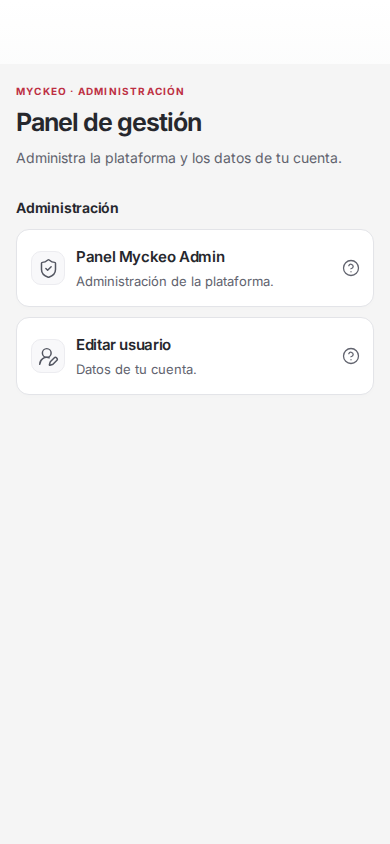 MYCKEO · ADMINISTRACIÓN
Panel de gestión
Administra la plataforma y los datos de tu cuenta.
Administración
Panel Myckeo Admin
Administración de la plataforma.
Editar usuario
Datos de tu cuenta.